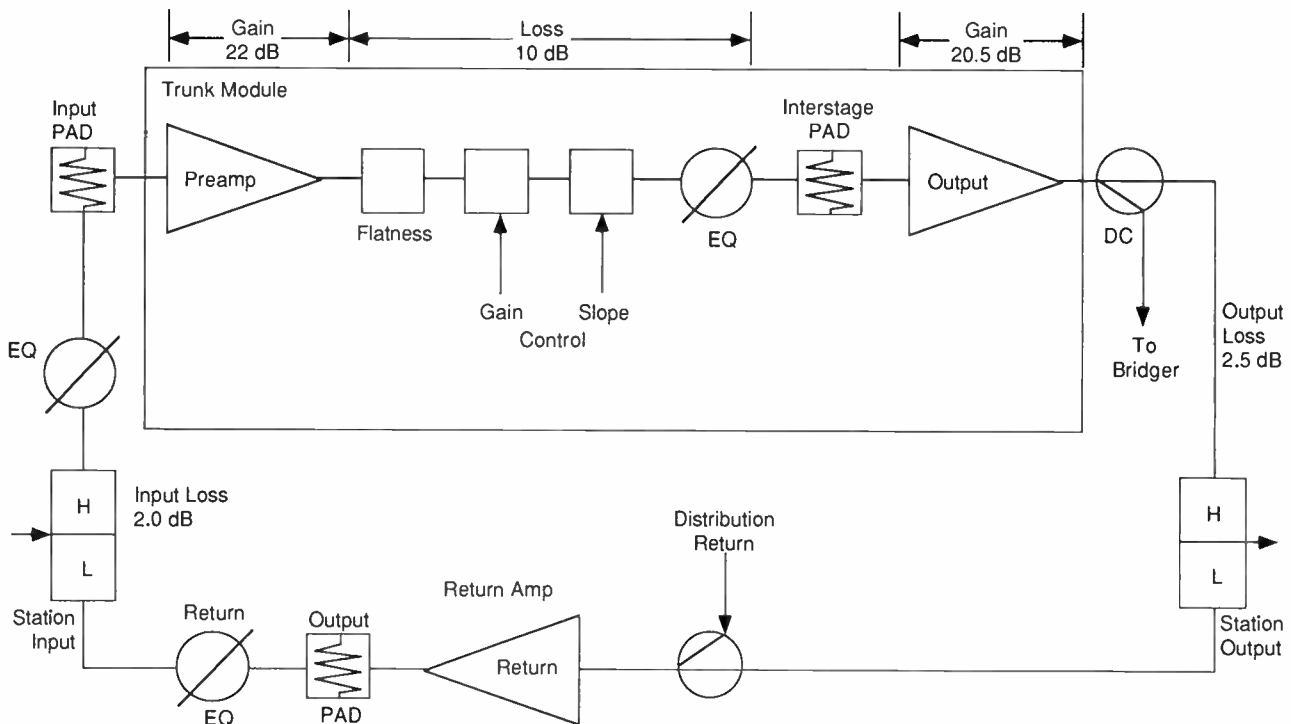 Gain
22 dB
Loss
10 dB
Gain
20.5 dB
Trunk Module
Input
PAD
Preamp
Flatness
Gain
Slope
Control
EQ
Interstage
PAD
Output
DC
To
Bridger
Output
Loss
2.5 dB
EQ
H
L
Input Loss
2.0 dB
Station
Input
Return
EQ
Output
PAD
Return Amp
Return
Distribution
Return
H
L
Station
Output